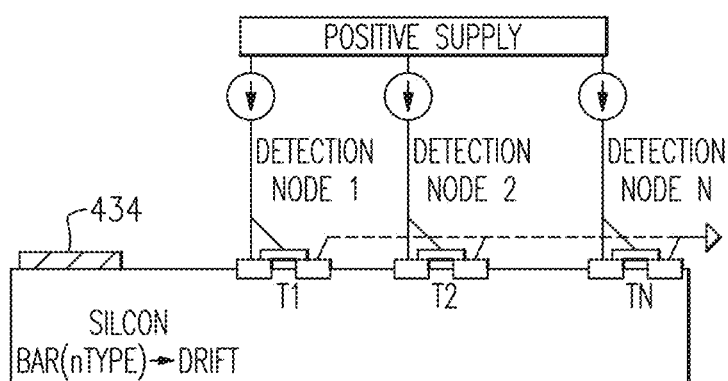 POSITIVE SUPPLY
DETECTION NODE 1
DETECTION NODE 2
DETECTION NODE N
434
T1
T2
TN
SILCON
BAR(nTYPE)→DRIFT